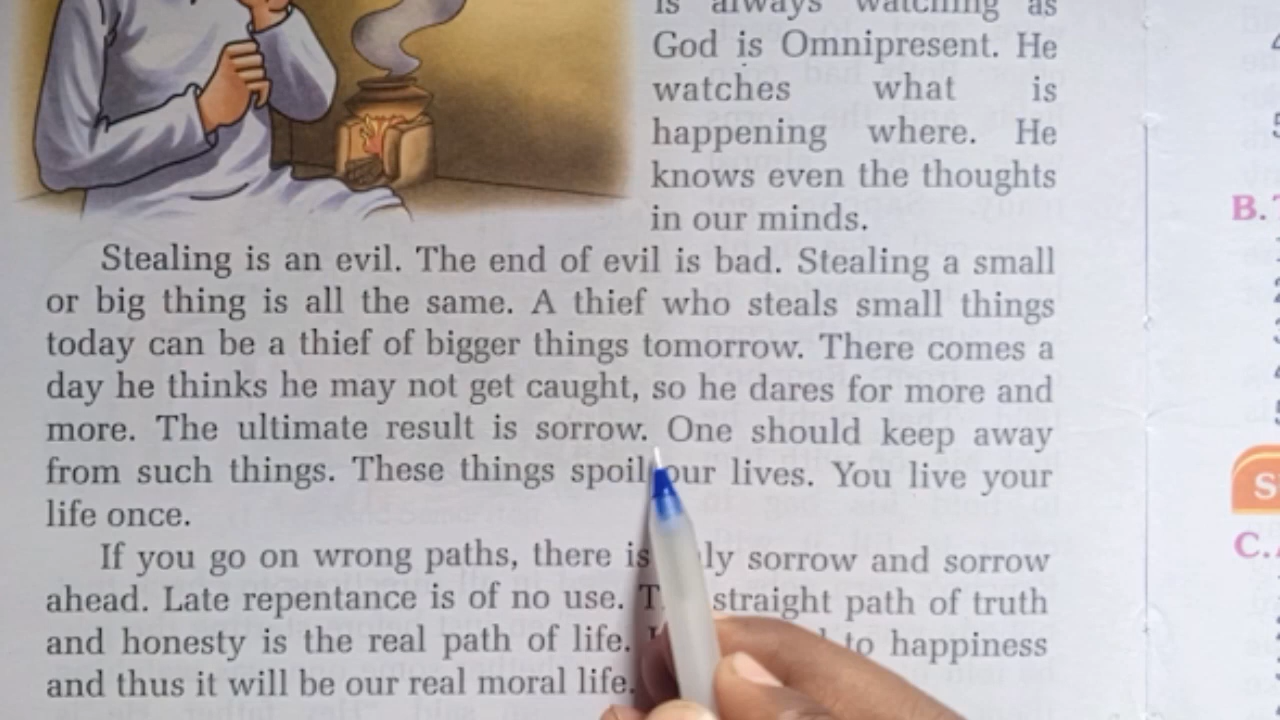 is always watching as
God is Omnipresent. He
watches what is
happening where. He
knows even the thoughts
in our minds.
Stealing is an evil. The end of evil is bad. Stealing a small
or big thing is all the same. A thief who steals small things
today can be a thief of bigger things tomorrow. There comes a
day he thinks he may not get caught, so he dares for more and
more. The ultimate result is sorrow. One should keep away
from such things. These things spoil our lives. You live your
life once.
If you go on wrong paths, there is sorrow and sorrow
ahead. Late repentance is of no use. straight path of truth
and honesty is the real path of life. to happiness
and thus it will be our real moral life.
B.
S
C.